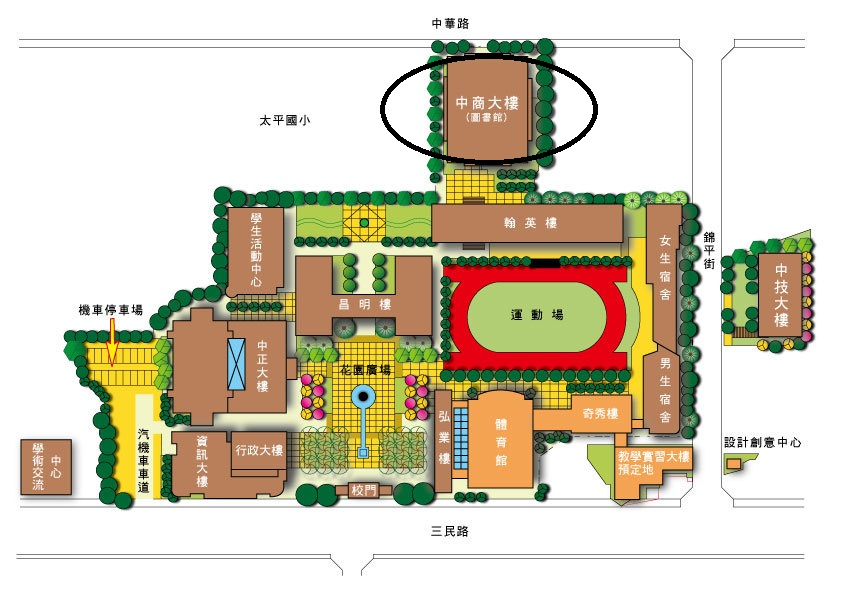 中華路
中商大樓
(圖書館)
太平國小
學生活動中心
翰英樓
女生宿舍
錦平街
中技大樓
機車停車場
昌明樓
運動場
中正大樓
花園廣場
男生宿舍
弘業樓
體育館
奇秀樓
學術交流
中心
汽機車車道
資訊大樓
行政大樓
教學實習大樓
預定地
設計創意中心
校門
三民路